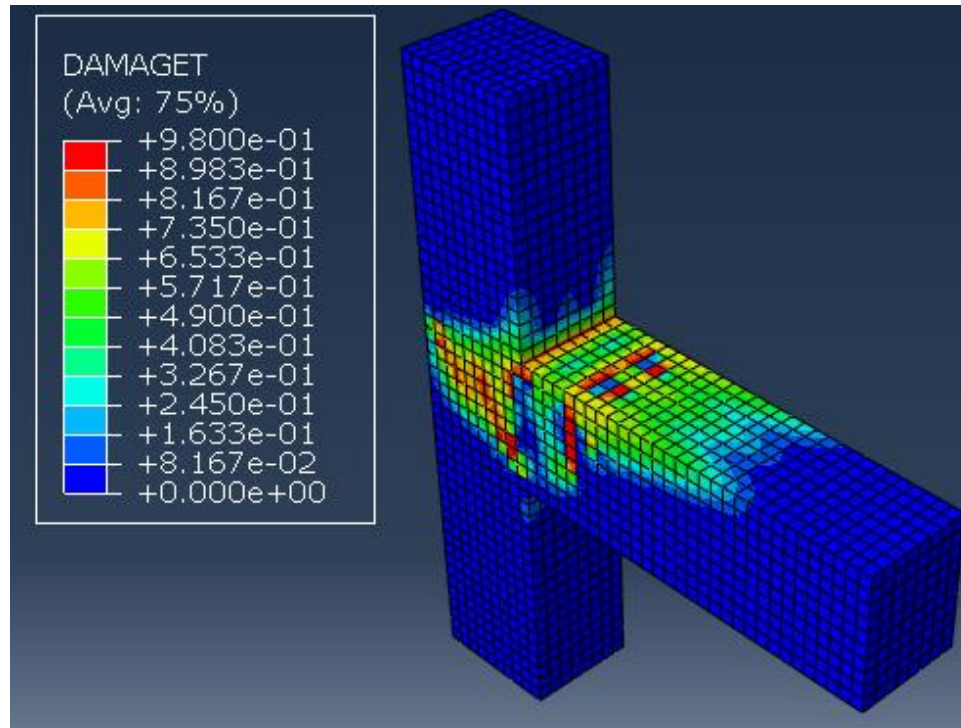 DAMAGET
(Avg: 75%)
+9.800e-01
+8.983e-01
+8.167e-01
+7.350e-01
+6.533e-01
+5.717e-01
+4.900e-01
+4.083e-01
+3.267e-01
+2.450e-01
+1.633e-01
+8.167e-02
+0.000e+00